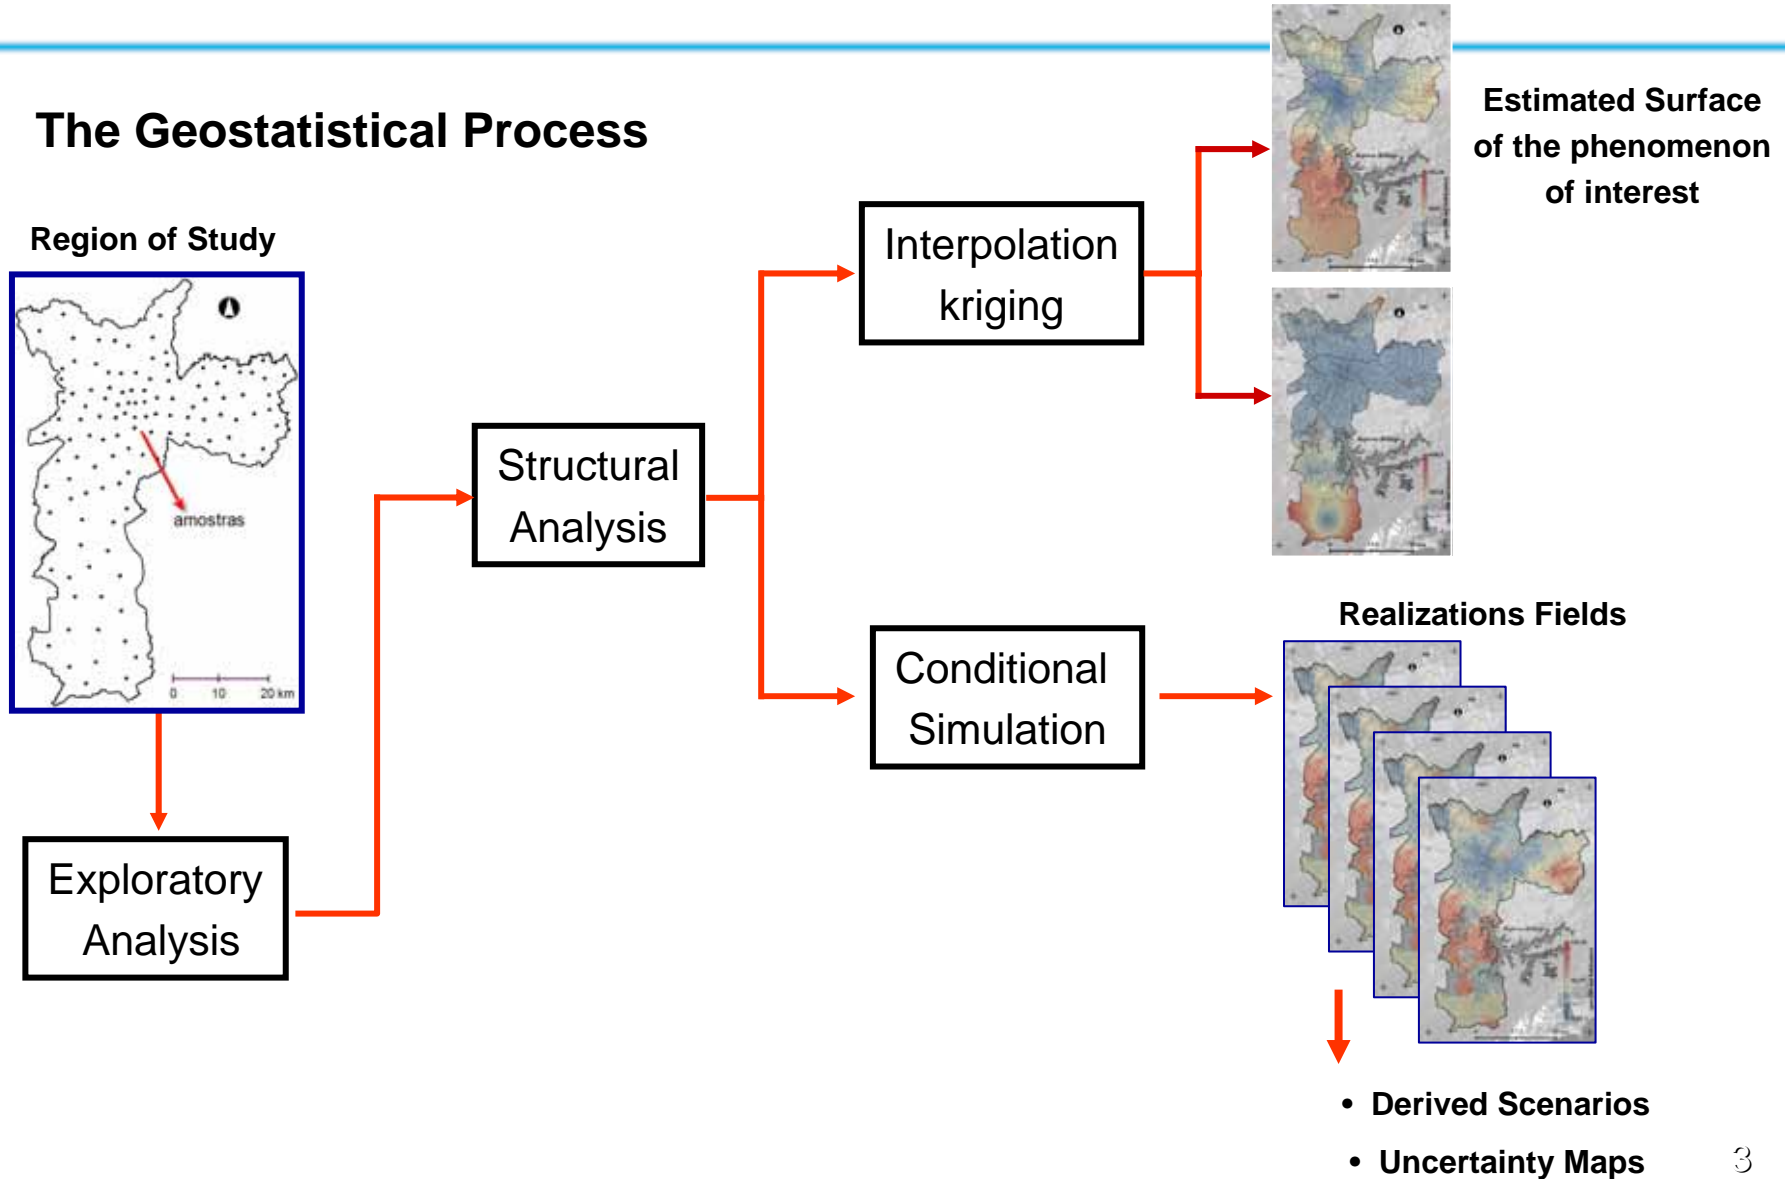 The Geostatistical Process
Region of Study
amostras
0 10 20 km
Exploratory
Analysis
Structural
Analysis
Interpolation
kriging
Conditional
Simulation
Estimated Surface
of the phenomenon
of interest
Realizations Fields
• Derived Scenarios
• Uncertainty Maps
3